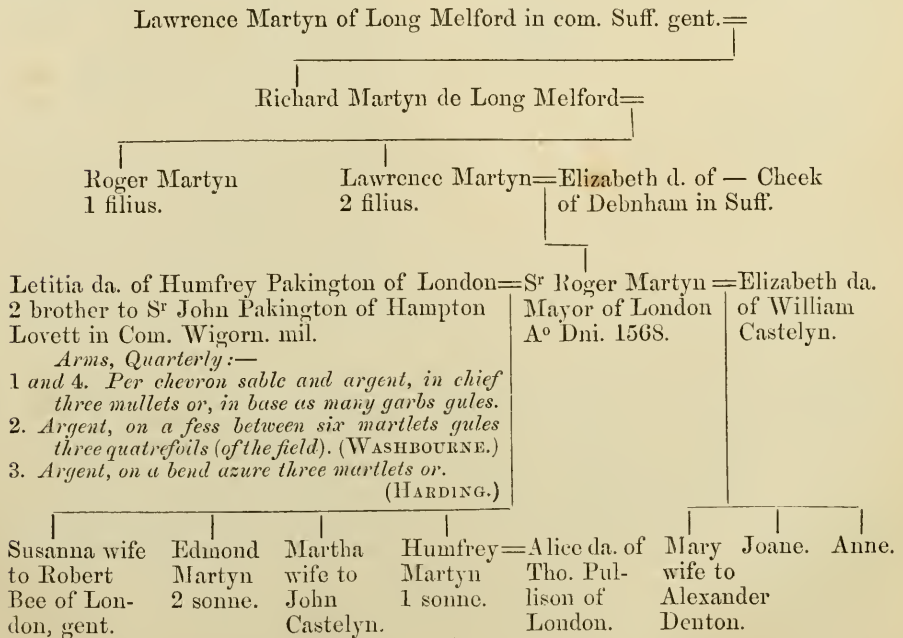 Lawrence Martyn of Long Melford in com. Suff. gent.=
Richard Martyn de Long Melford=
Roger Martyn
1 filius.
Lawrence Martyn=Elizabeth d. of — Cheek
2 filius.
of Debnham in Suff.
Letitia da. of Humfrey Pakington of London=Sr Roger Martyn=Elizabeth da.
2 brother to Sr John Pakington of Hampton
Mayor of London
of William
Lovett in Com. Wigorn. mil.
Ao Dni. 1568.
Castelyn.
Arms, Quarterly:—
1 and 4. Per chevron sable and argent, in chief
three mullets or, in base as many garbs gules.
2. Argent, on a fess between six martlets gules
three quatrefoils (of the field). (WASHBOURNE.)
3. Argent, on a bend azure three martlets or.
(HARDING.)
Susanna wife
to Robert
Bee of Lon-
don, gent.
Edmond
Martyn
2 sonne.
Martha
wife to
John
Castelyn.
Humfrey=Alice da. of
Martyn
1 sonne.
Tho. Pul-
lison of
London.
Mary
wife to
Alexander
Denton.
Joane.
Anne.